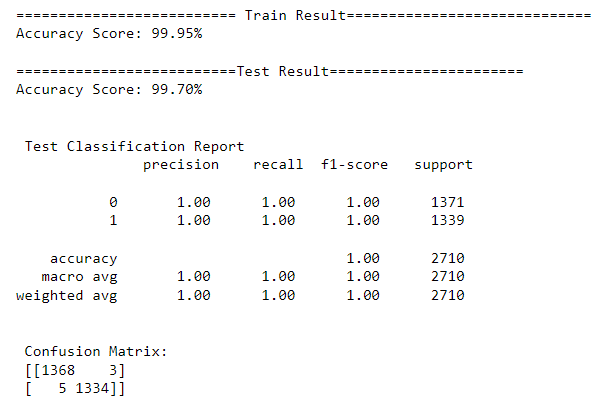 ========================== Train Result=============================
Accuracy Score: 99.95%
==========================Test Result=======================
Accuracy Score: 99.70%
Test Classification Report
precision recall f1-score support
0 1.00 1.00 1.00 1371
1 1.00 1.00 1.00 1339
accuracy 1.00 2710
macro avg 1.00 1.00 1.00 2710
weighted avg 1.00 1.00 1.00 2710
Confusion Matrix:
[[1368 3]
[ 5 1334]]